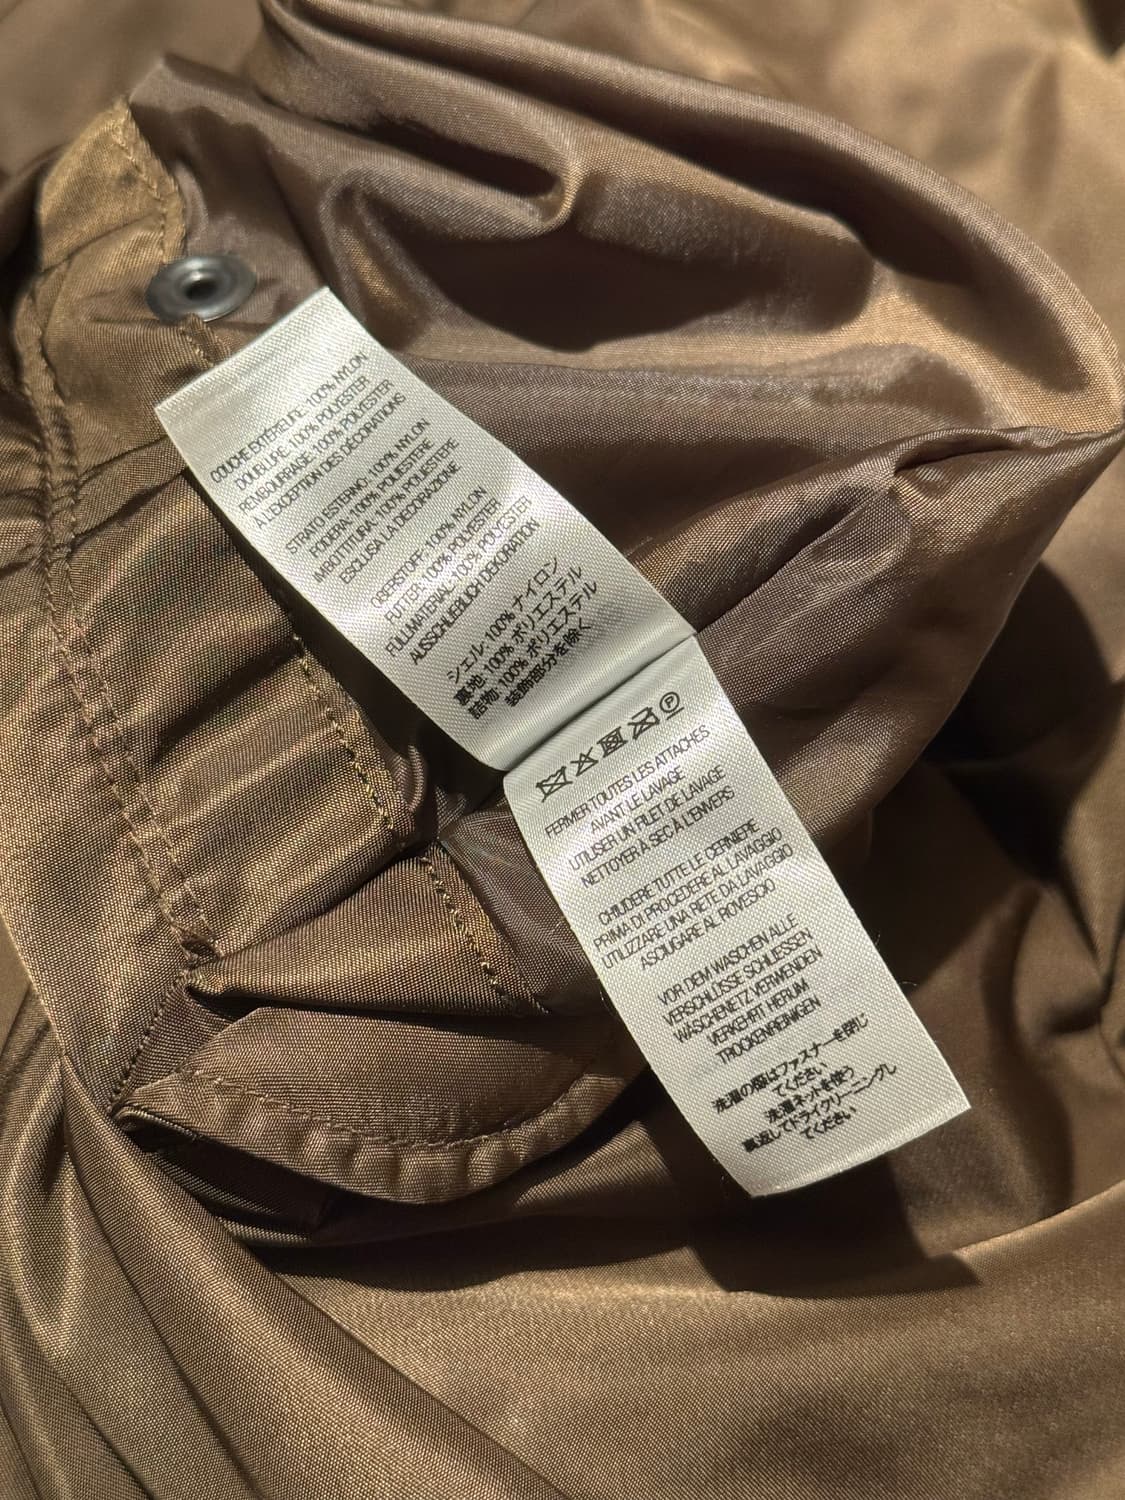 COUCHE EXTÉRIEURE: 100% NYLON
DOUBLURE: 100% POLYESTER
REMBOURRAGE: 100% POLYESTER
À L'EXCEPTION DES DÉCORATIONS
STRATO ESTERNO: 100% NYLON
FODERA: 100% POLIESTERE
IMBOTTITURA: 100% POLIESTERE
ESCLUSA LA DECORAZIONE
OBERSTOFF: 100% NYLON
FUTTER: 100% POLYESTER
FÜLLMATERIAL: 100% POLYESTER
AUSSCHLIEBLICH DEKORATION
シェル: 100% ナイロン
裏地: 100% ポリエステル
詰物: 100% ポリエステル
装飾部分を除く
P
FERMER TOUTES LES ATTACHES
AVANT LE LAVAGE
UTILISER UN FILET DE LAVAGE
NETTOYER À SEC À L'ENVERS
CHIUDERE TUTTE LE CERNIERE
PRIMA DI PROCEDERE AL LAVAGGIO
UTILIZZARE UNA RETE DA LAVAGGIO
ASCIUGARE AL ROVESCIO
VOR DEM WASCHEN ALLE
VERSCHLÜSSE SCHLIESSEN
WÄSCHENETZ VERWENDEN
VERKEHRT HERUM
TROCKENREINIGEN
洗濯の際はファスナーを閉じ
てください
洗濯ネットを使う
裏返してドライクリーニングし
てください